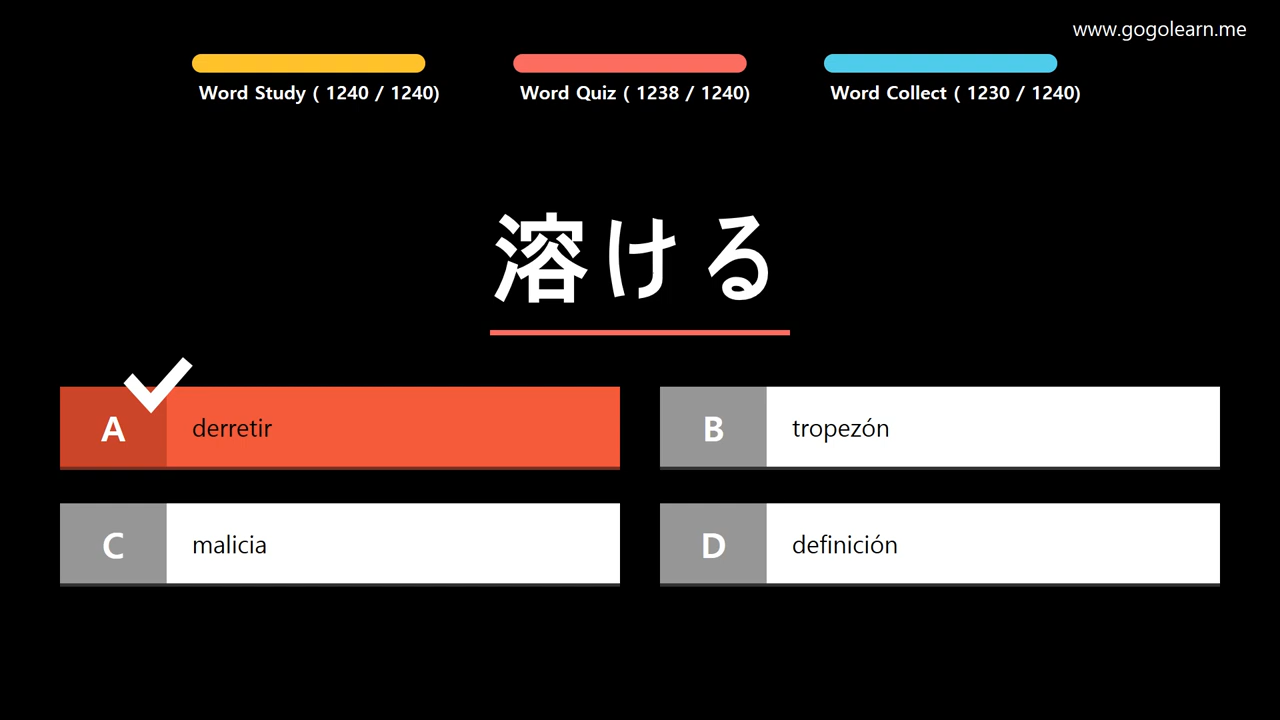 www.gogolearn.me
Word Study ( 1240 / 1240)
Word Quiz ( 1238 / 1240)
Word Collect ( 1230 / 1240)
溶ける
A derretir
B tropezón
C malicia
D definición